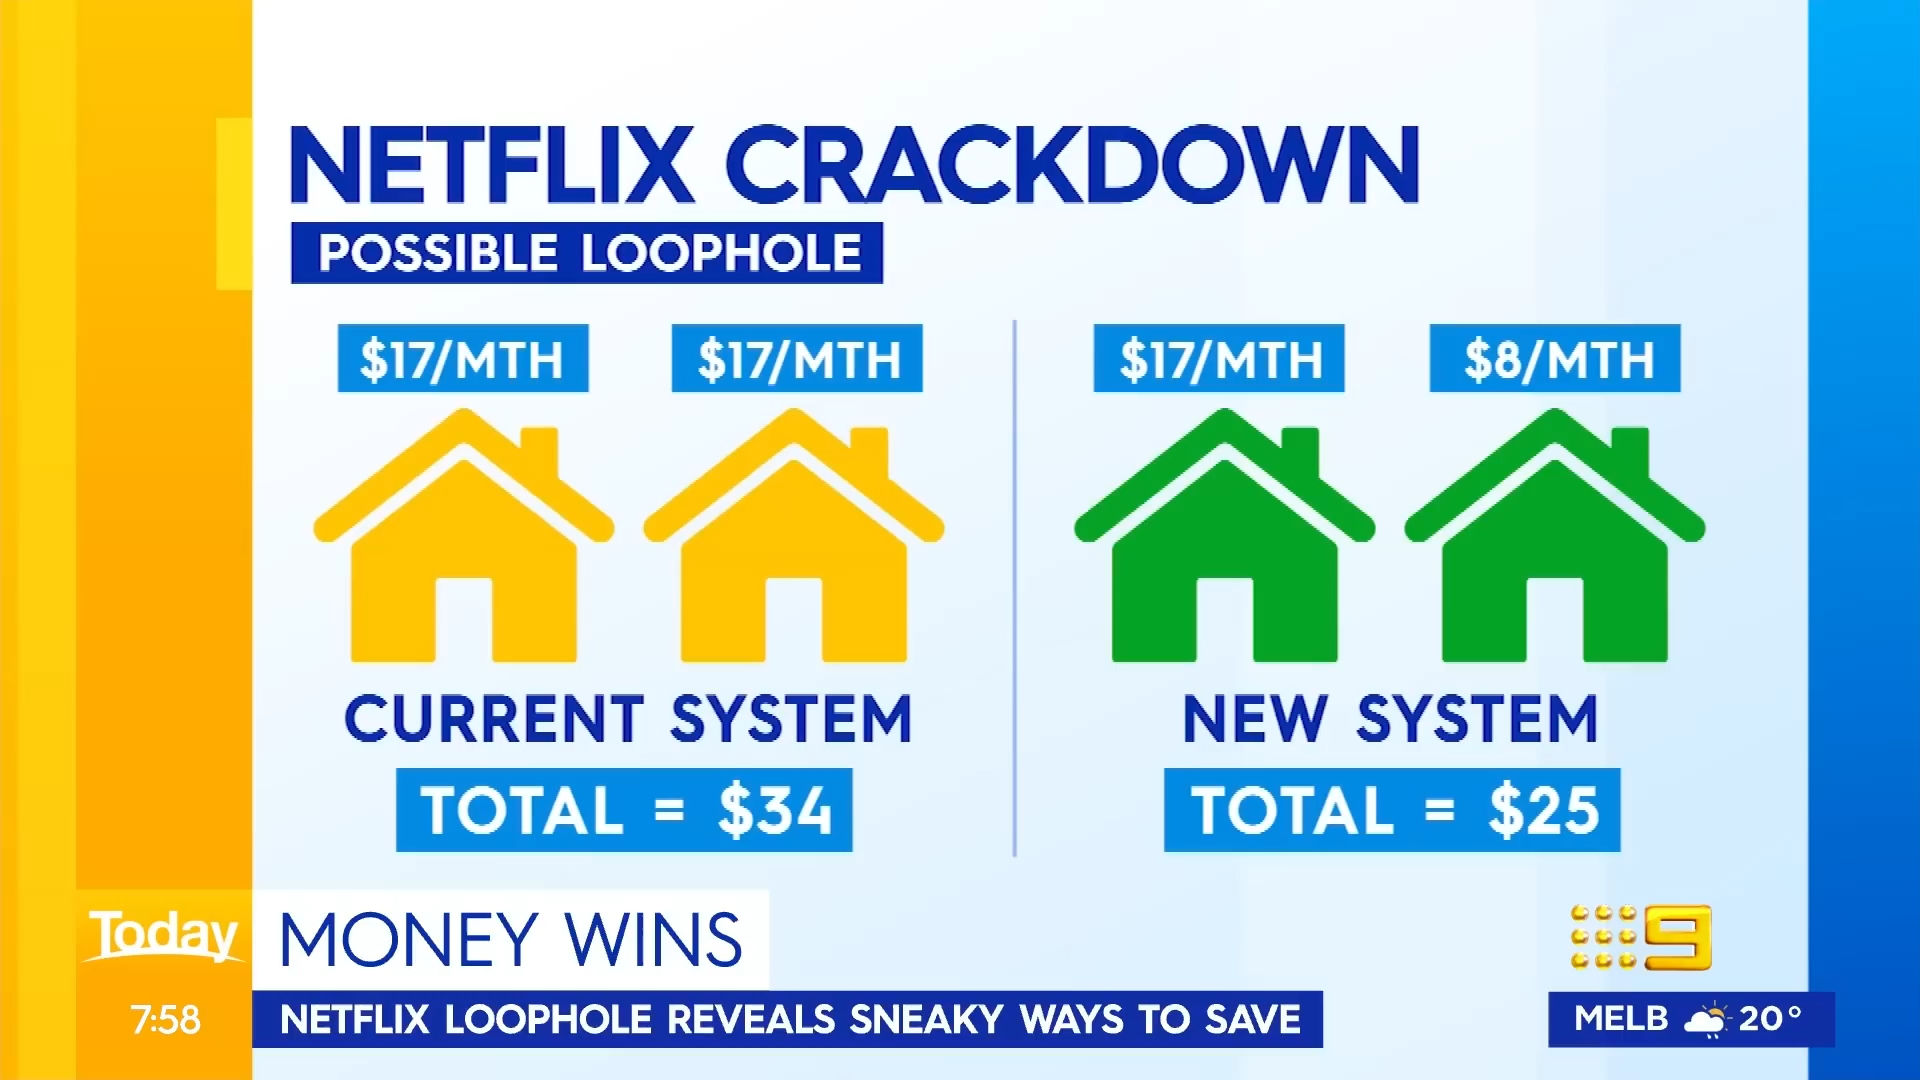 NETFLIX CRACKDOWN
POSSIBLE LOOPHOLE
$17/MTH $17/MTH $17/MTH $8/MTH
CURRENT SYSTEM NEW SYSTEM
TOTAL = $34 TOTAL = $25
Today MONEY WINS 9
7:58 NETFLIX LOOPHOLE REVEALS SNEAKY WAYS TO SAVE MELB 20°